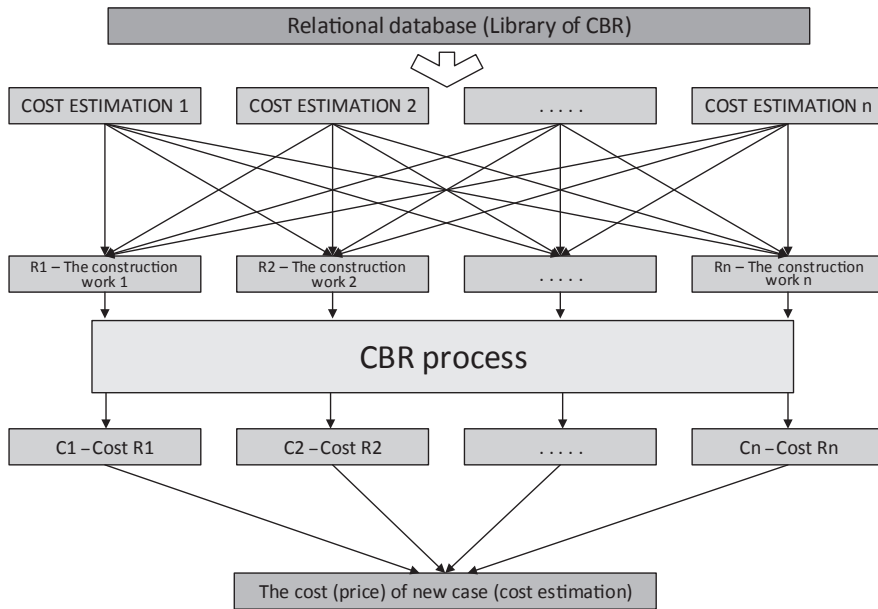 Relational database (Library of CBR)
COST ESTIMATION 1
COST ESTIMATION 2
. . . . .
COST ESTIMATION n
R1 – The construction
work 1
R2 – The construction
work 2
. . . . .
Rn – The construction
work n
CBR process
C1 – Cost R1
C2 – Cost R2
. . . . .
Cn – Cost Rn
The cost (price) of new case (cost estimation)